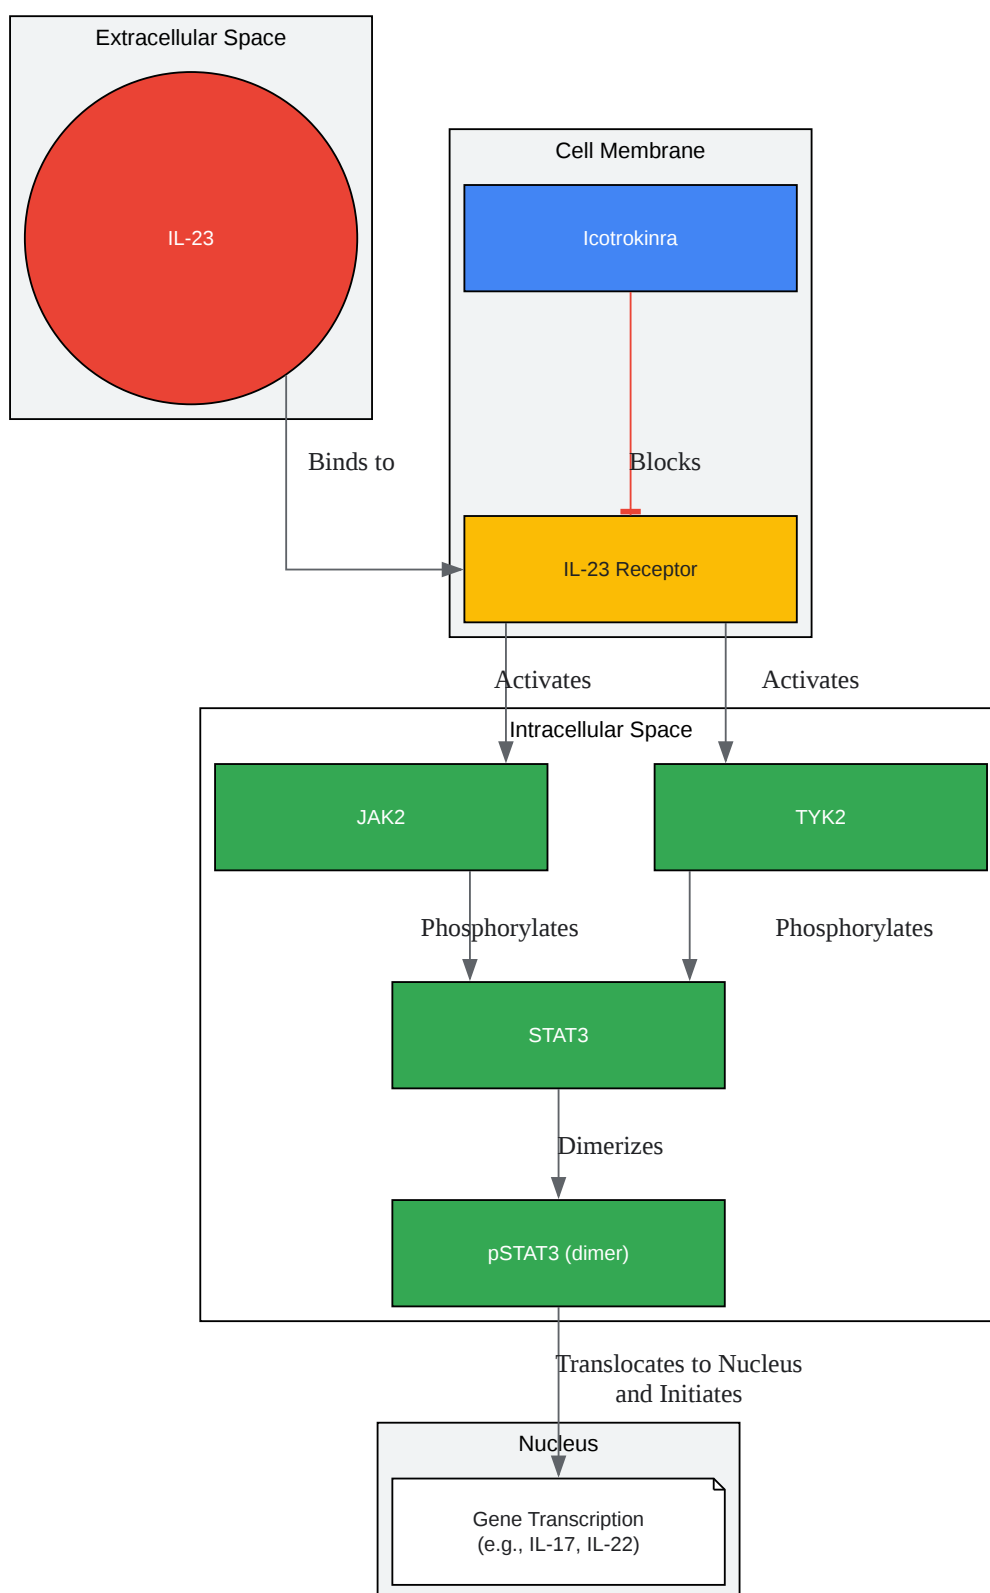 Extracellular Space
IL-23
Cell Membrane
Icotrokinra
Binds to
Blocks
IL-23 Receptor
Activates
Activates
Intracellular Space
JAK2
TYK2
Phosphorylates
Phosphorylates
STAT3
Dimerizes
pSTAT3 (dimer)
Translocates to Nucleus
and Initiates
Nucleus
Gene Transcription
(e.g., IL-17, IL-22)